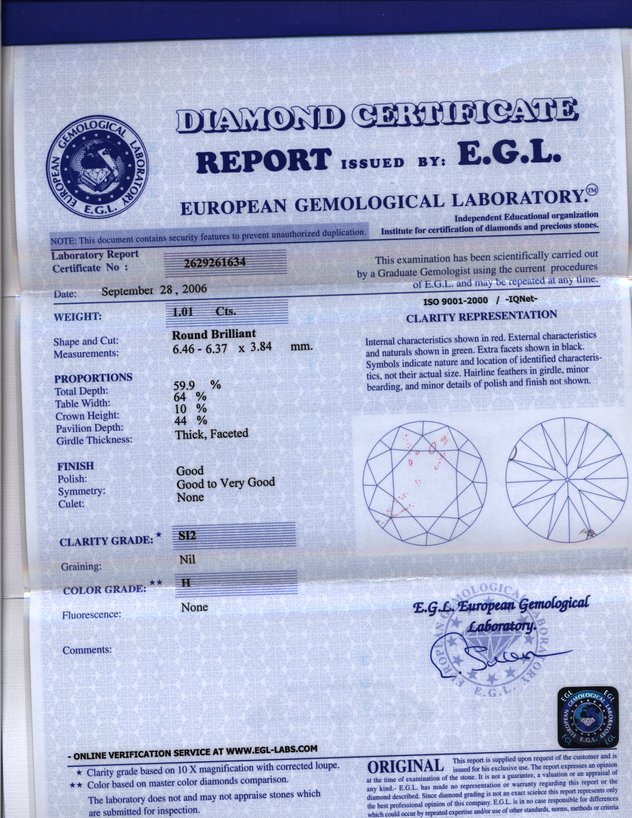 DIAMOND CERTIFICATE
REPORT ISSUED BY: E.G.L.
EUROPEAN GEMOLOGICAL LABORATORY.™
EUROPEAN GEMOLOGICAL LABORATORY
E.G.L.
Independent Educational organization
Institute for certification of diamonds and precious stones.
NOTE: This document contains security features to prevent unauthorized duplication.
Laboratory Report
Certificate No : 2629261634
This examination has been scientifically carried out
by a Graduate Gemologist using the current procedures
of E.G.L. and may be repeated at any time.
Date: September 28, 2006
ISO 9001-2000 / -IQNet-
WEIGHT: 1.01 Cts.
CLARITY REPRESENTATION
Shape and Cut: Round Brilliant
Measurements: 6.46 - 6.37 x 3.84 mm.
Internal characteristics shown in red. External characteristics
and naturals shown in green. Extra facets shown in black.
Symbols indicate nature and location of identified characteris-
tics, not their actual size. Hairline feathers in girdle, minor
bearding, and minor details of polish and finish not shown.
PROPORTIONS
Total Depth: 59.9 %
Table Width: 64 %
Crown Height: 10 %
Pavilion Depth: 44 %
Girdle Thickness: Thick, Faceted
FINISH
Polish: Good
Symmetry: Good to Very Good
Culet: None
CLARITY GRADE: * SI2
Graining: Nil
COLOR GRADE: ** H
Fluorescence: None
Comments:
E.G.L. European Gemological
Laboratory.
- ONLINE VERIFICATION SERVICE AT WWW.EGL-LABS.COM
★ Clarity grade based on 10 X magnification with corrected loupe.
★★ Color based on master color diamonds comparison.
The laboratory does not and may not appraise stones which
are submitted for inspection.
EGL EGL
EUROPEAN GEMOLOGICAL LABORATORY
E.G.L.
ORIGINAL This report is supplied upon request of the customer and is
issued for his exclusive use. The report expresses an opinion
at the time of examination of the stone. It is not a guarantee, a valuation or an appraisal of
any kind.- E.G.L. has made no representation or warranty regarding this report or the
diamond described. Since diamond grading is not an exact science this report represents only
the best professional opinion of this company. E.G.L. is in no case responsible for differences
which could occur by repeated expertise and/or use of other standards, norms, methods or criteria